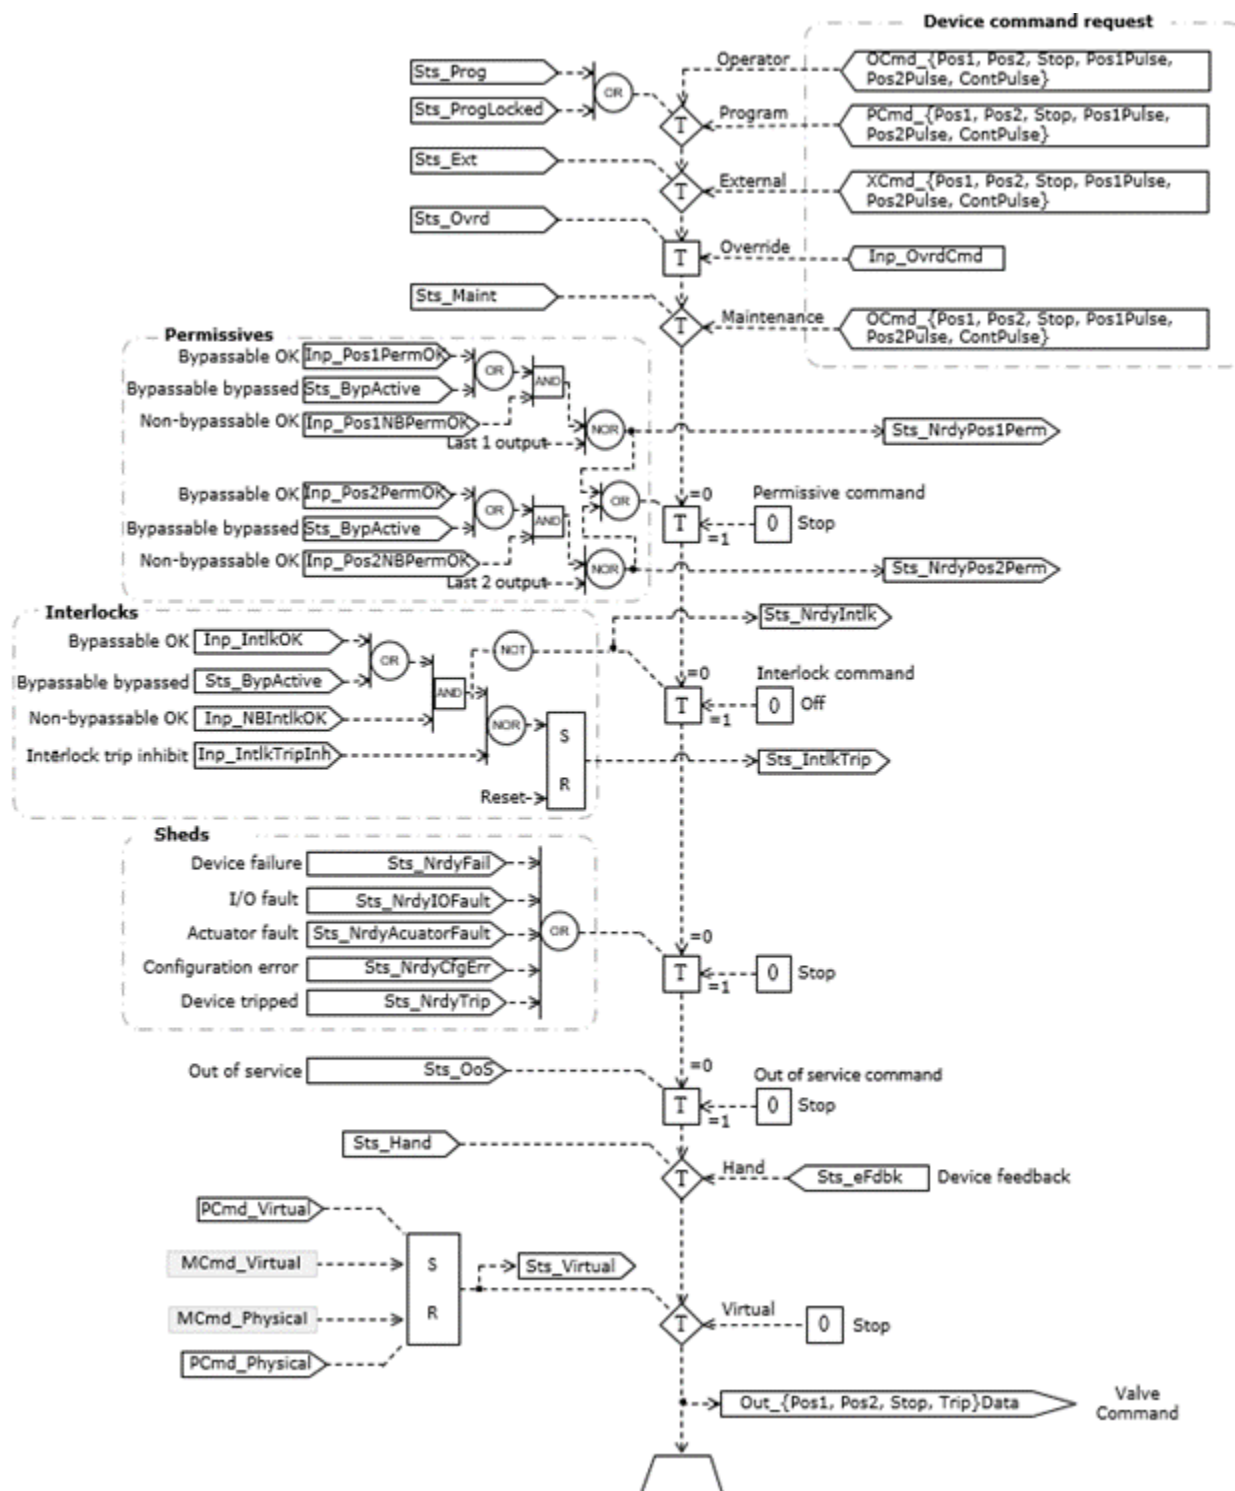 Device command request
Operator
OCmd_{Pos1, Pos2, Stop, Pos1Pulse,
Pos2Pulse, ContPulse}
Sts_Prog
OR
Sts_ProgLocked
T
Program
PCmd_{Pos1, Pos2, Stop, Pos1Pulse,
Pos2Pulse, ContPulse}
Sts_Ext
T
External
XCmd_{Pos1, Pos2, Stop, Pos1Pulse,
Pos2Pulse, ContPulse}
Sts_Ovrd
T
Override
Inp_OvrdCmd
Sts_Maint
T
Maintenance
OCmd_{Pos1, Pos2, Stop, Pos1Pulse,
Pos2Pulse, ContPulse}
Permissives
Bypassable OK
Inp_Pos1PermOK
OR
AND
Bypassable bypassed
Sts_BypActive
Non-bypassable OK
Inp_Pos1NBPermOK
Last 1 output
NOR
Sts_NrdyPos1Perm
Bypassable OK
Inp_Pos2PermOK
OR
AND
OR
Bypassable bypassed
Sts_BypActive
=0
Permissive command
T
0
Stop
=1
Non-bypassable OK
Inp_Pos2NBPermOK
Last 2 output
NOR
Sts_NrdyPos2Perm
Interlocks
Sts_NrdyIntlk
Bypassable OK
Inp_IntlkOK
OR
NOT
Bypassable bypassed
Sts_BypActive
AND
=0
Interlock command
T
0
Off
=1
Non-bypassable OK
Inp_NBIntlkOK
NOR
S
Interlock trip inhibit
Inp_IntlkTripInh
Sts_IntlkTrip
R
Reset
Sheds
Device failure
Sts_NrdyFail
I/O fault
Sts_NrdyIOFault
Actuator fault
Sts_NrdyAcuatorFault
OR
=0
Configuration error
Sts_NrdyCfgErr
T
0
Stop
=1
Device tripped
Sts_NrdyTrip
Out of service
Sts_OoS
=0
Out of service command
T
0
Stop
=1
Sts_Hand
T
Hand
Sts_eFdbk
Device feedback
PCmd_Virtual
MCmd_Virtual
S
Sts_Virtual
MCmd_Physical
R
T
Virtual
0
Stop
PCmd_Physical
Out_{Pos1, Pos2, Stop, Trip}Data
Valve
Command